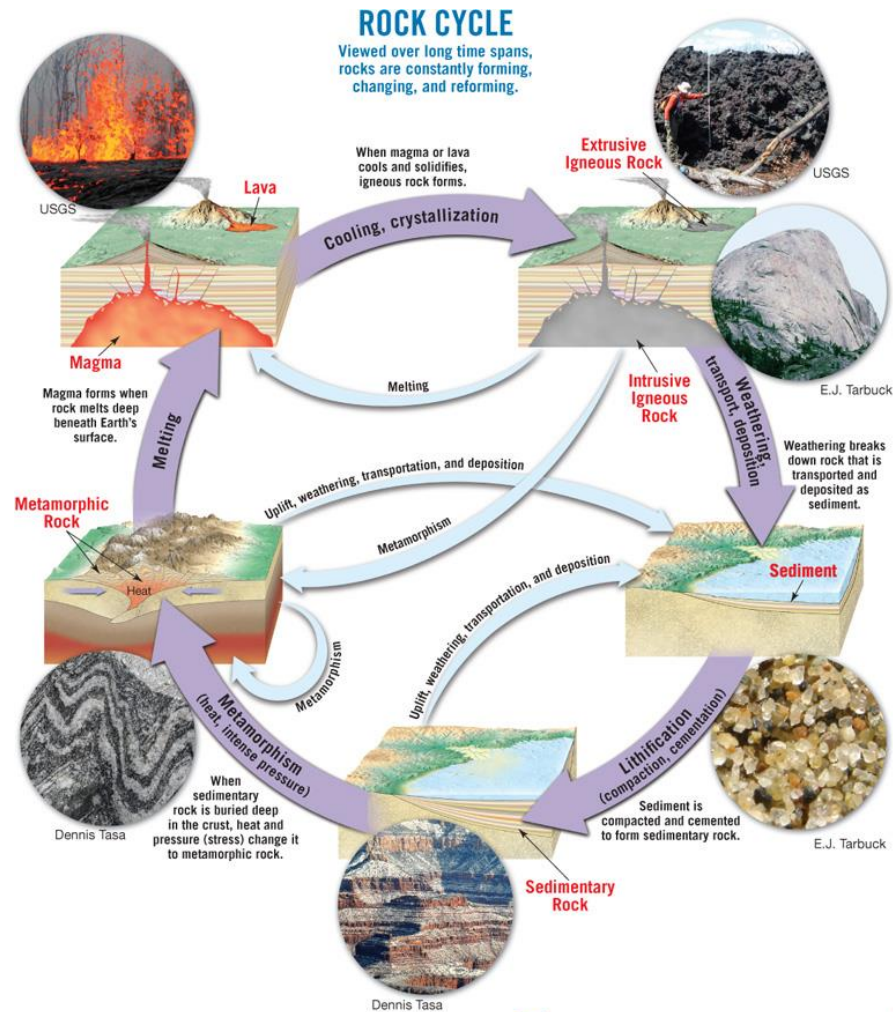 ROCK CYCLE
Viewed over long time spans,
rocks are constantly forming,
changing, and reforming.
USGS
Lava
When magma or lava
cools and solidifies,
igneous rock forms.
Cooling, crystallization
Extrusive
Igneous Rock
USGS
Magma
Magma forms when
rock melts deep
beneath Earth's
surface.
Melting
Melting
Intrusive
Igneous
Rock
E.J. Tarbuck
Weathering,
transport, deposition
Weathering breaks
down rock that is
transported and
deposited as
sediment.
Uplift, weathering, transportation, and deposition
Metamorphism
Metamorphic
Rock
Heat
Metamorphism
Uplift, weathering, transportation, and deposition
Sediment
Lithification
(compaction, cementation)
Sediment is
compacted and cemented
to form sedimentary rock.
E.J. Tarbuck
Metamorphism
(heat, intense pressure)
When
sedimentary
rock is buried deep
in the crust, heat and
pressure (stress) change it
to metamorphic rock.
Dennis Tasa
Sedimentary
Rock
Dennis Tasa